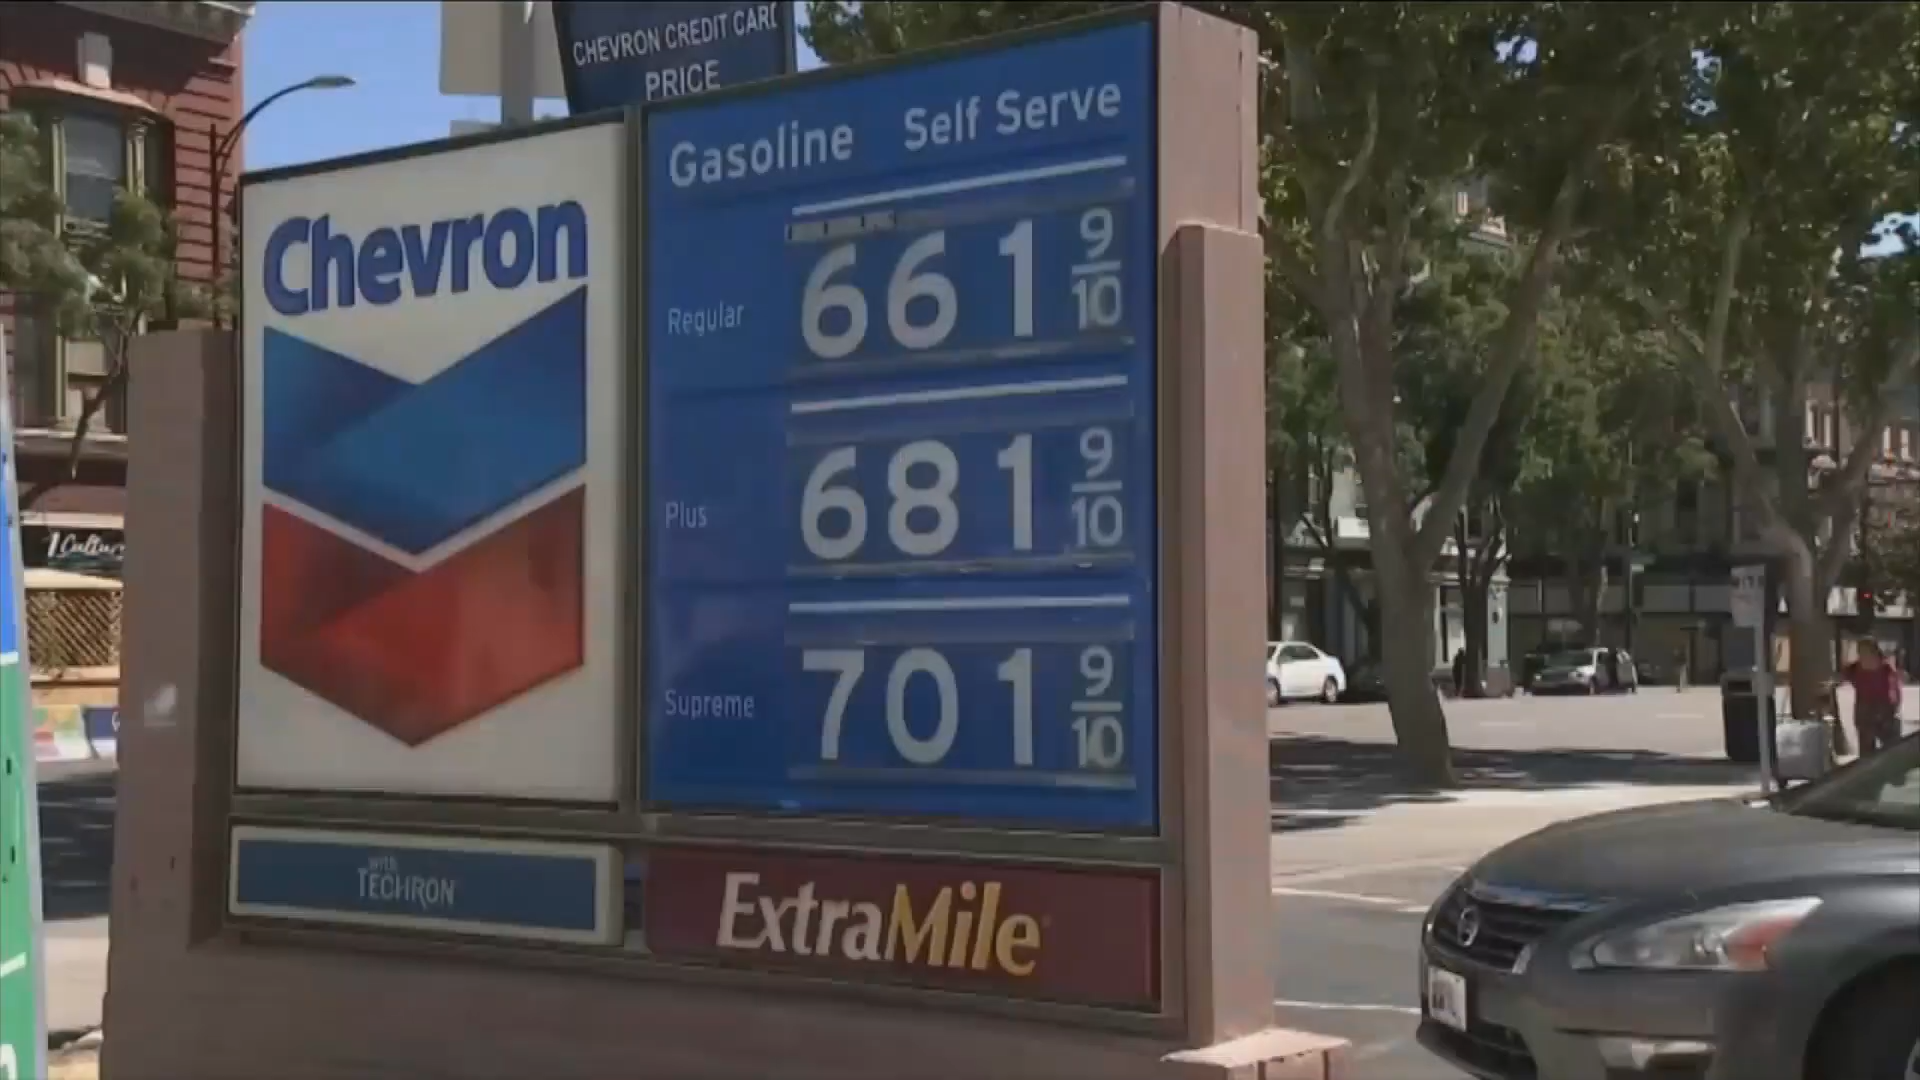 CHEVRON CREDIT CARD
PRICE
Chevron
Gasoline Self Serve
Regular 661 9/10
Plus 681 9/10
Supreme 701 9/10
with
TECHRON
ExtraMile